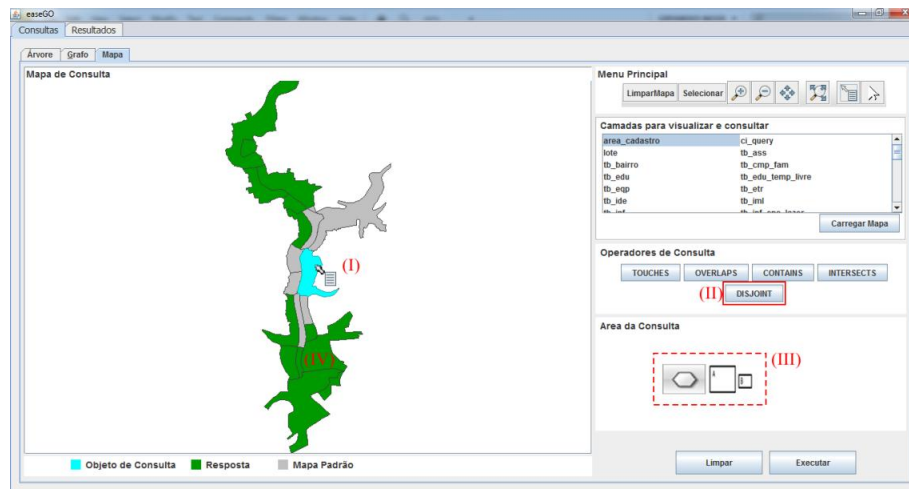 easeGO
Consultas Resultados
Árvore Grafo Mapa
Mapa de Consulta
(I)
(IV)
Objeto de Consulta Resposta Mapa Padrão
Menu Principal
LimparMapa Selecionar
Camadas para visualizar e consultar
area_cadastro ci_query
lote tb_ass
tb_bairro tb_cmp_fam
tb_edu tb_edu_temp_livre
tb_eqp tb_etr
tb_ide tb_iml
Carregar Mapa
Operadores de Consulta
TOUCHES OVERLAPS CONTAINS INTERSECTS
(II) DISJOINT
Area da Consulta
(III)
Limpar Executar